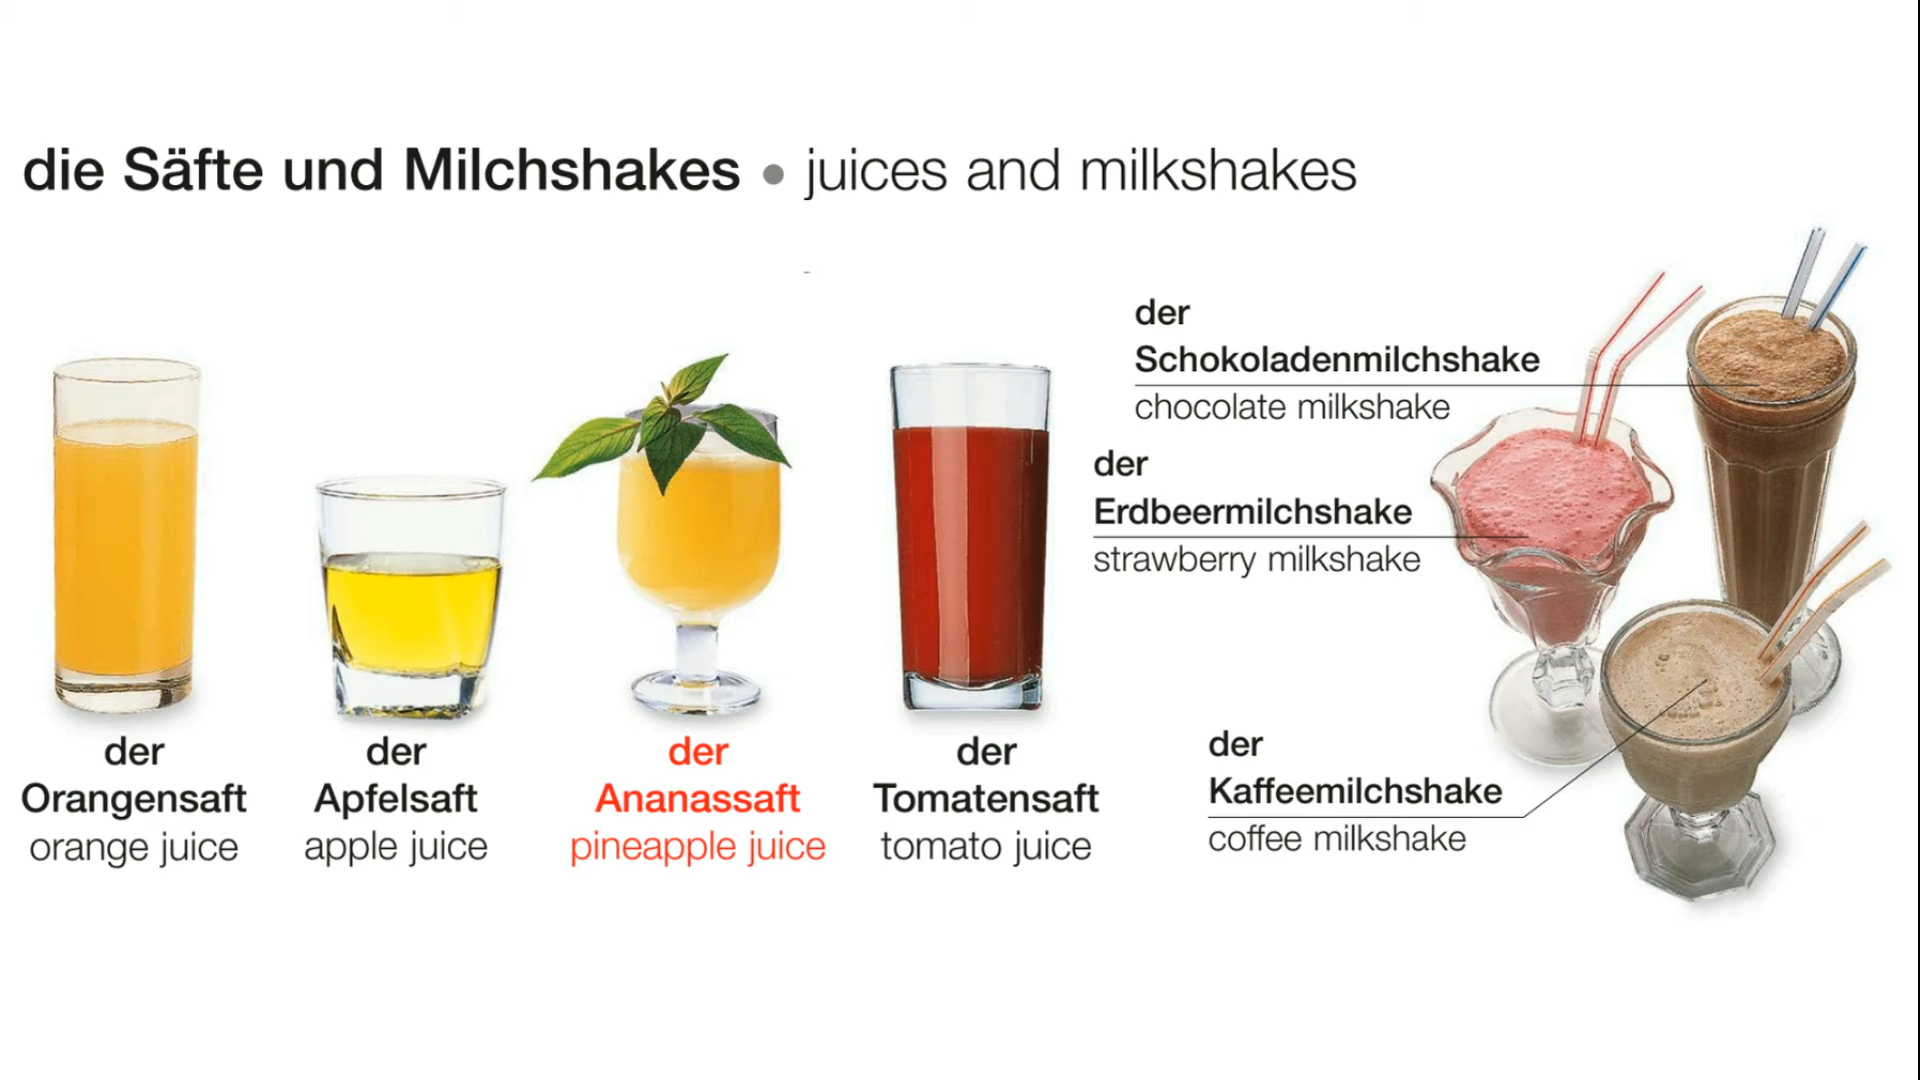 die Säfte und Milchshakes • juices and milkshakes
der
Orangensaft
orange juice
der
Apfelsaft
apple juice
der
Ananassaft
pineapple juice
der
Tomatensaft
tomato juice
der
Schokoladenmilchshake
chocolate milkshake
der
Erdbeermilchshake
strawberry milkshake
der
Kaffeemilchshake
coffee milkshake